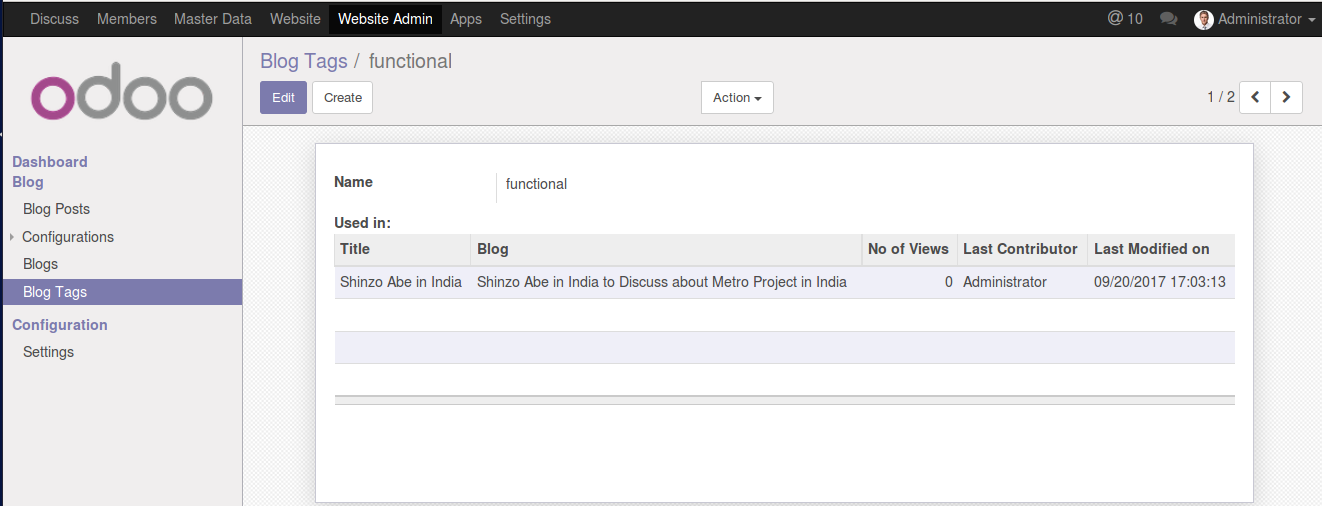 Discuss Members Master Data Website Website Admin Apps Settings @ 10 Administrator
odoo
Blog Tags / functional
Edit Create Action 1 / 2
Dashboard
Blog
Blog Posts
Configurations
Blogs
Blog Tags
Configuration
Settings
Name functional
Used in:
Title Blog No of Views Last Contributor Last Modified on
Shinzo Abe in India Shinzo Abe in India to Discuss about Metro Project in India 0 Administrator 09/20/2017 17:03:13